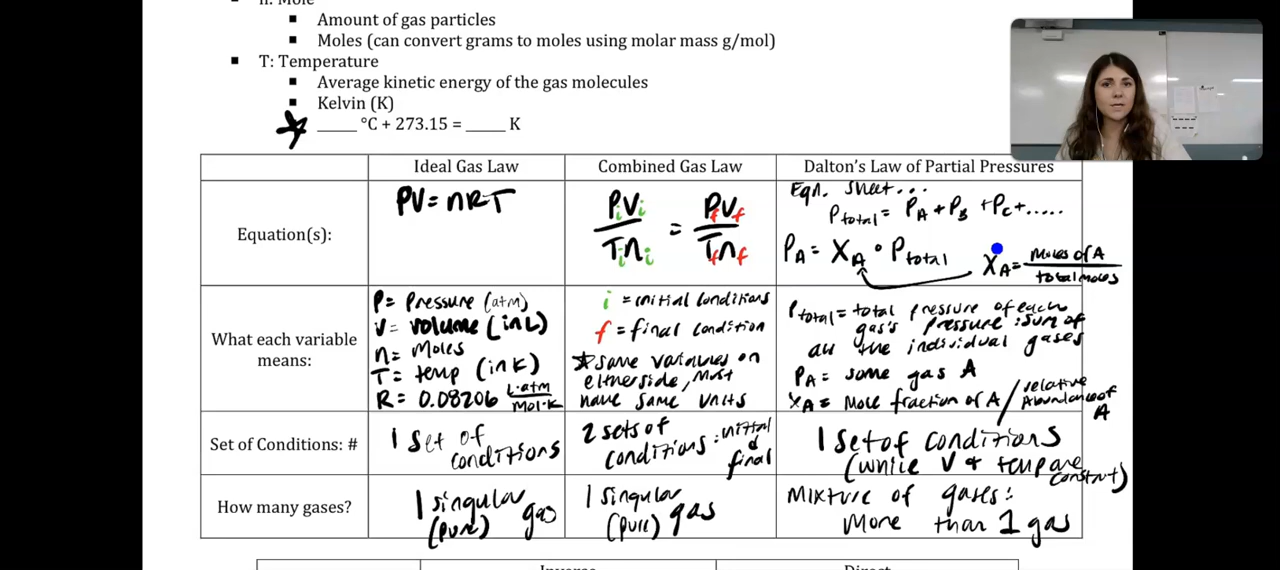 n: Mole
▪ Amount of gas particles
▪ Moles (can convert grams to moles using molar mass g/mol)
▪ T: Temperature
▪ Average kinetic energy of the gas molecules
▪ Kelvin (K)
____ °C + 273.15 = ____ K
Ideal Gas Law
Combined Gas Law
Dalton's Law of Partial Pressures
Equation(s):
PV = nRT
PiVi / Tini = PfVf / Tfnf
Eqn. sheet...
Ptotal = PA + PB + PC + .....
PA = XA • Ptotal
XA = Moles of A / total moles
What each variable
means:
P = Pressure (atm)
V = volume (in L)
n = Moles
T = temp (in K)
R = 0.08206 L·atm / Mol·K
i = initial conditions
f = final condition
* same variables on
either side, Must
have same units
Ptotal = total pressure of each
gas's pressure: sum of
all the individual gases
PA = some gas A
XA = Mole fraction of A / relative
Abundance of
A
Set of Conditions: #
1 set of
conditions
2 sets of
conditions: initial
&
final
1 set of conditions
(while V & temp are
constant)
How many gases?
1 singular
(pure) gas
1 singular
(pure) gas
Mixture of gases:
More than 1 gas
Inverse
Direct